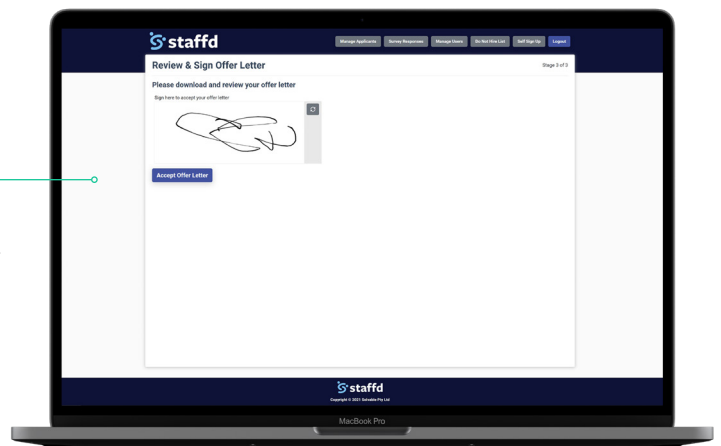 staffd
Manage Applicants Survey Responses Manage Users Do Not Hire List Self Sign Up Logout
Review & Sign Offer Letter
Stage 3 of 3
Please download and review your offer letter
Sign here to accept your offer letter
Accept Offer Letter
staffd
Copyright © 2021 Solvable Pty Ltd
MacBook Pro